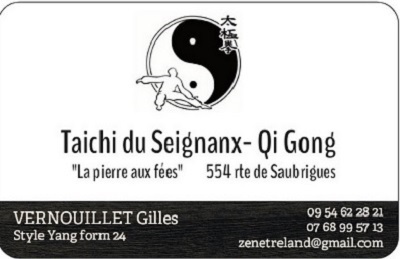 太極拳
Taichi du Seignanx- Qi Gong
"La pierre aux fées" 554 rte de Saubrigues
VERNOUILLET Gilles
Style Yang form 24
09 54 62 28 21
07 68 99 57 13
zenetreland@gmail.com